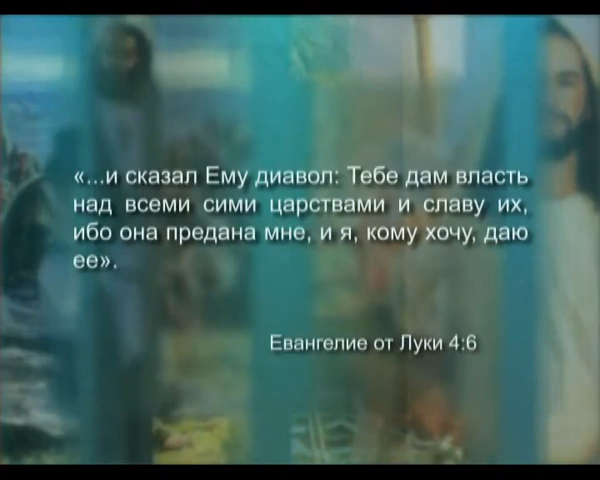 «...и сказал Ему диавол: Тебе дам власть
над всеми сими царствами и славу их,
ибо она предана мне, и я, кому хочу, даю
ее».
Евангелие от Луки 4:6